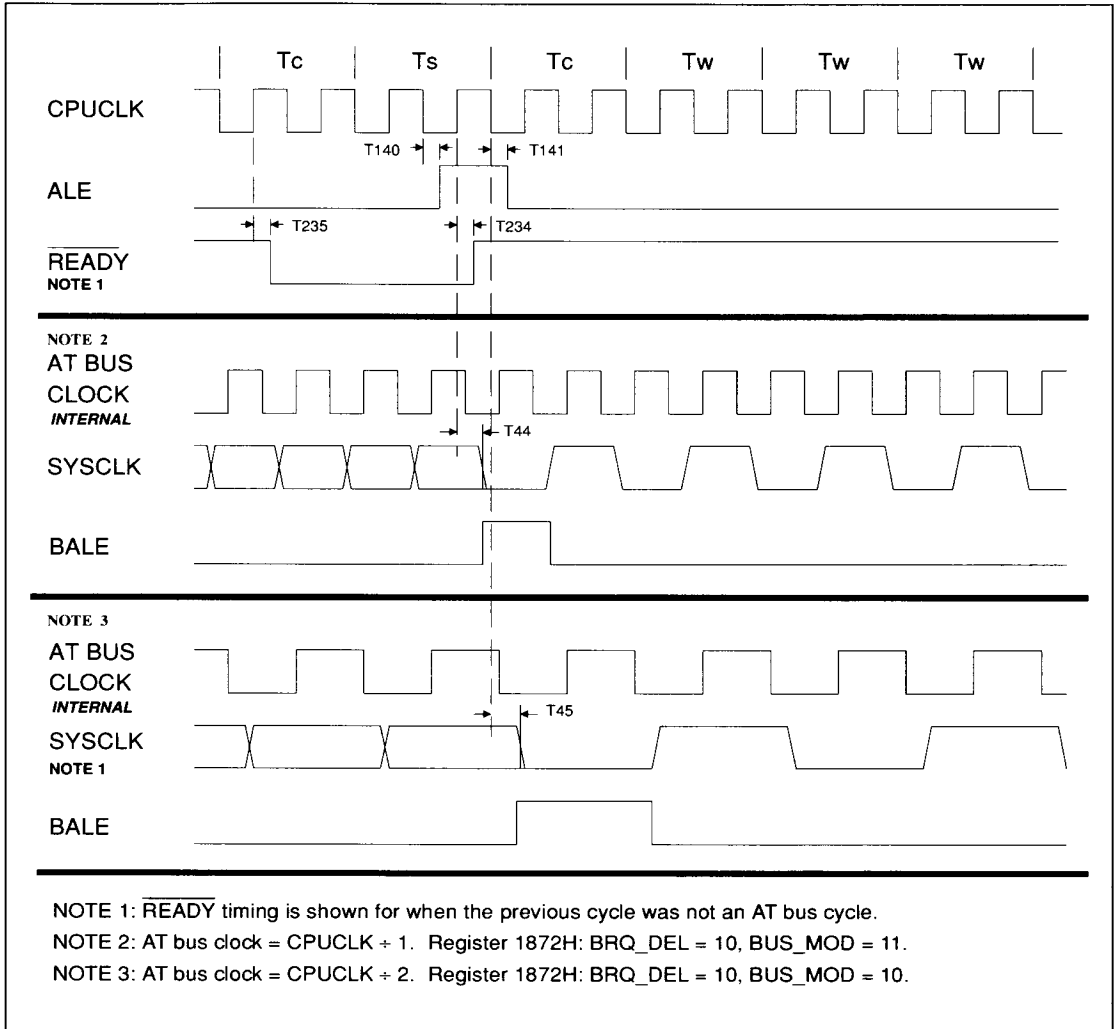 Tc Ts Tc Tw Tw Tw
CPUCLK
T140 T141
ALE
T235 T234
READY
NOTE 1
NOTE 2
AT BUS
CLOCK
INTERNAL
T44
SYSCLK
BALE
NOTE 3
AT BUS
CLOCK
INTERNAL
T45
SYSCLK
NOTE 1
BALE
NOTE 1: READY timing is shown for when the previous cycle was not an AT bus cycle.
NOTE 2: AT bus clock = CPUCLK ÷ 1. Register 1872H: BRQ_DEL = 10, BUS_MOD = 11.
NOTE 3: AT bus clock = CPUCLK ÷ 2. Register 1872H: BRQ_DEL = 10, BUS_MOD = 10.